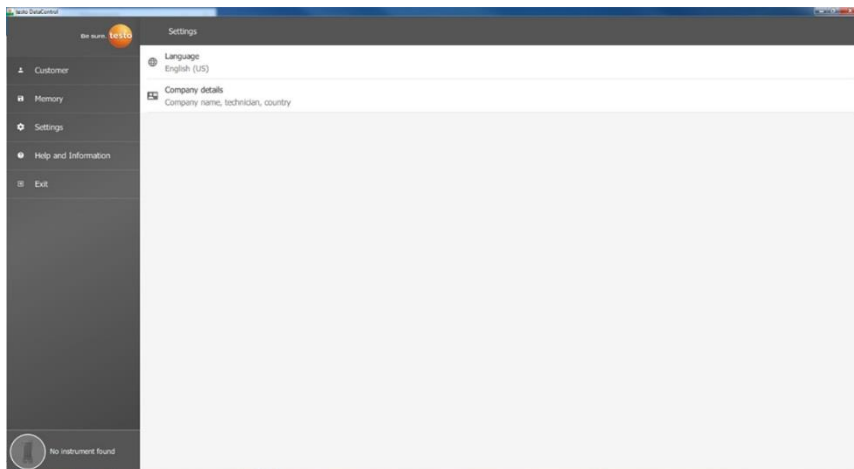 testo DataControl
Be sure. testo
Settings
Customer
Memory
Settings
Help and Information
Exit
Language
English (US)
Company details
Company name, technician, country
No instrument found